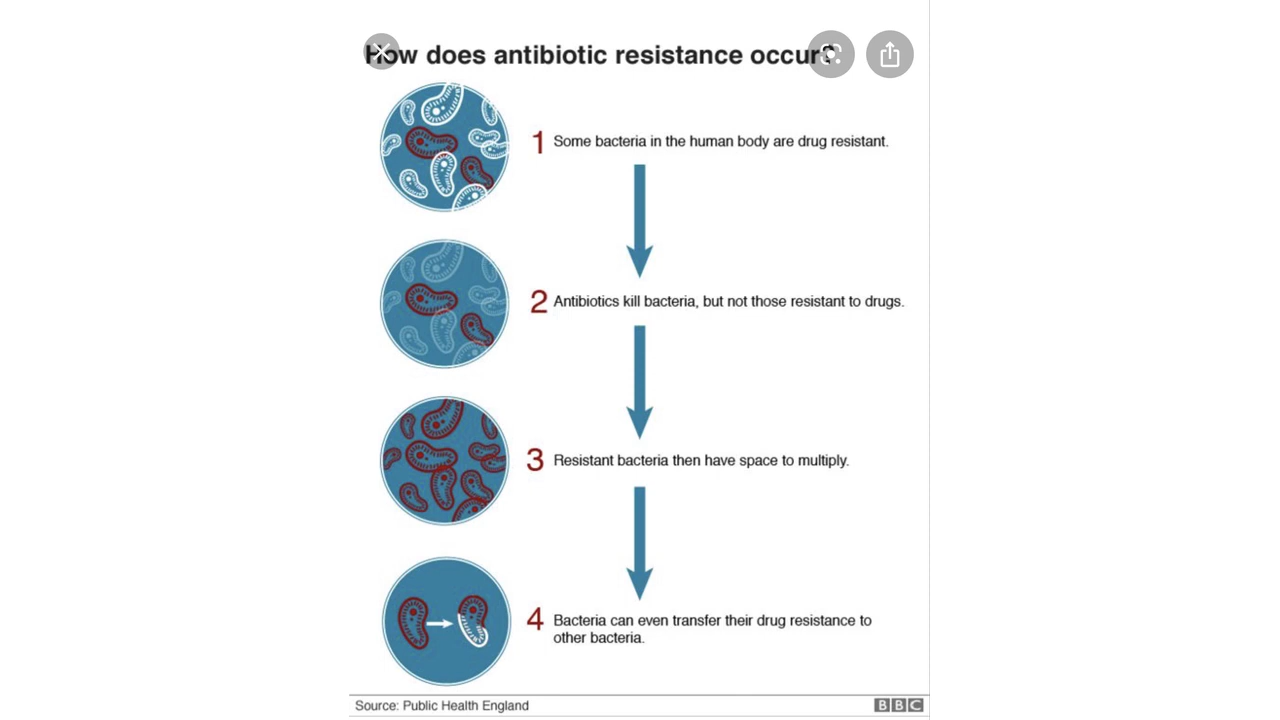 How does antibiotic resistance occur?
1 Some bacteria in the human body are drug resistant.
2 Antibiotics kill bacteria, but not those resistant to drugs.
3 Resistant bacteria then have space to multiply.
4 Bacteria can even transfer their drug resistance to
other bacteria.
Source: Public Health England
BBC